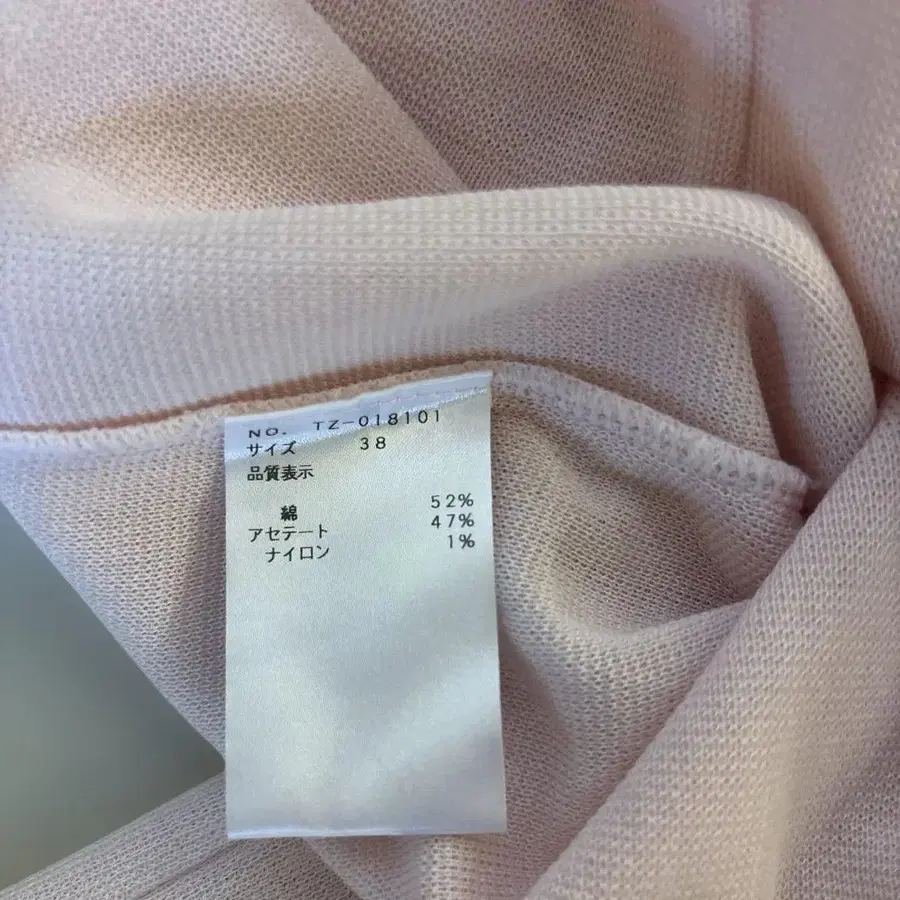 NO. TZ-018101
サイズ 38
品質表示
綿 52%
アセテート 47%
ナイロン 1%